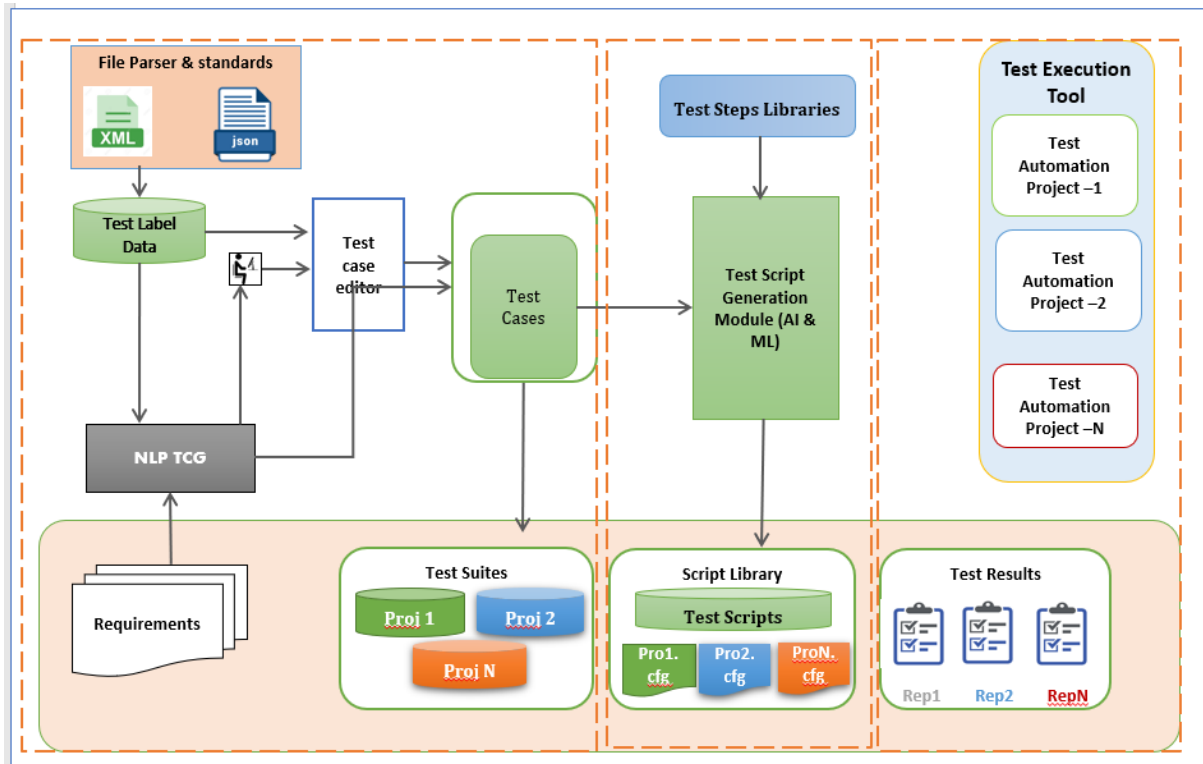 File Parser & standards
XML
json
Test Label
Data
Test
case
editor
Test
Cases
NLP TCG
Requirements
Test Steps Libraries
Test Script
Generation
Module (AI &
ML)
Test Execution
Tool
Test
Automation
Project –1
Test
Automation
Project –2
Test
Automation
Project –N
Test Suites
Proj 1
Proj 2
Proj N
Script Library
Test Scripts
Pro1.
cfg
Pro2.
cfg
ProN.
cfg
Test Results
Rep1
Rep2
RepN